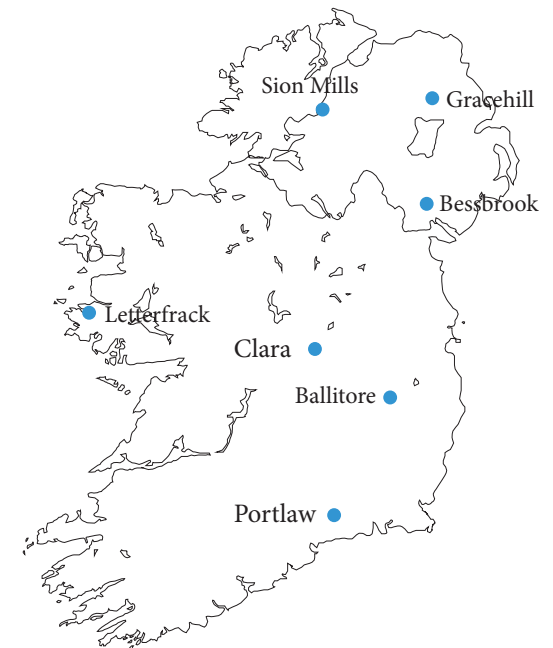 Sion Mills
Gracehill
Bessbrook
Letterfrack
Clara
Ballitore
Portlaw